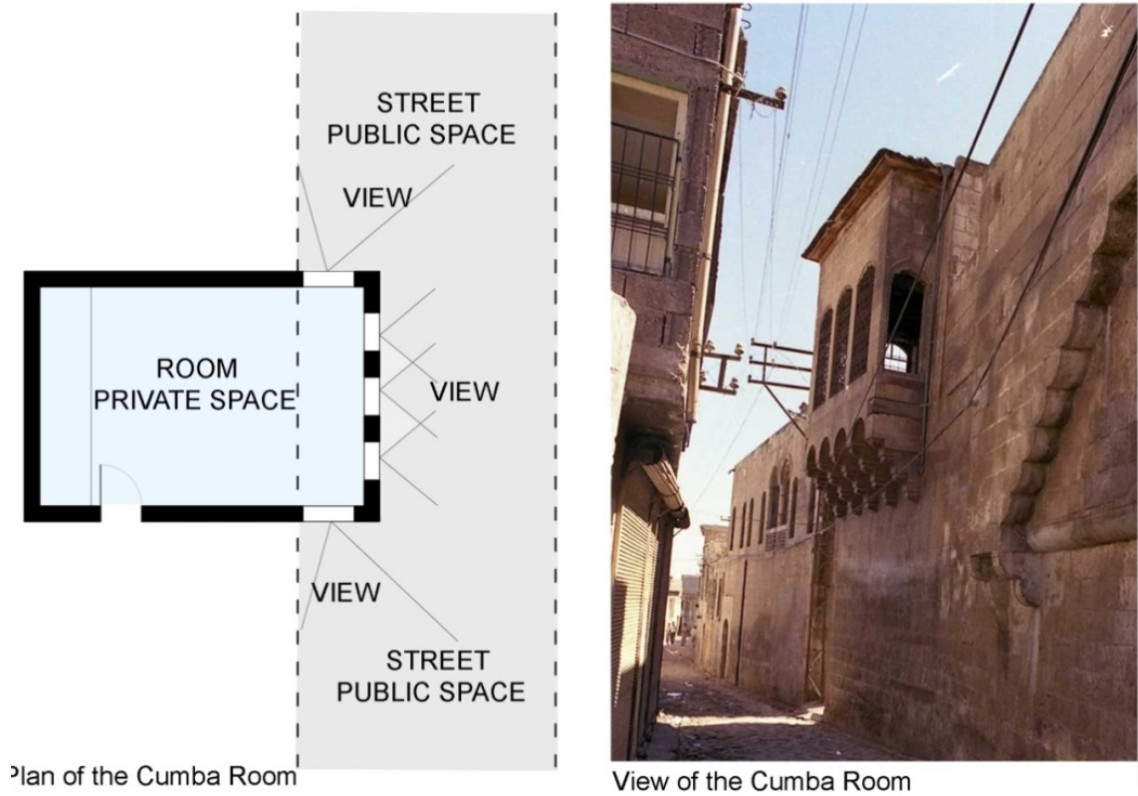 STREET
PUBLIC SPACE
VIEW
ROOM
PRIVATE SPACE
VIEW
VIEW
STREET
PUBLIC SPACE
Plan of the Cumba Room
View of the Cumba Room